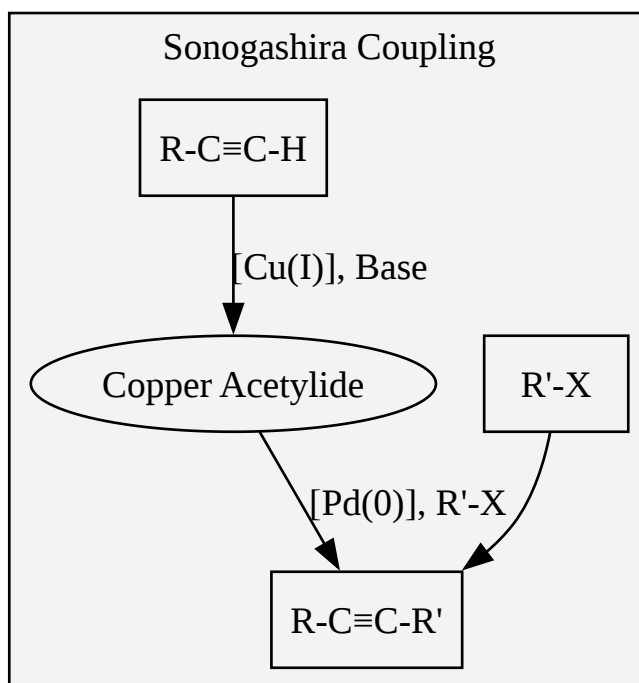 Sonogashira Coupling
R-C≡C-H
[Cu(I)], Base
Copper Acetylide
R'-X
[Pd(0)], R'-X
R-C≡C-R'